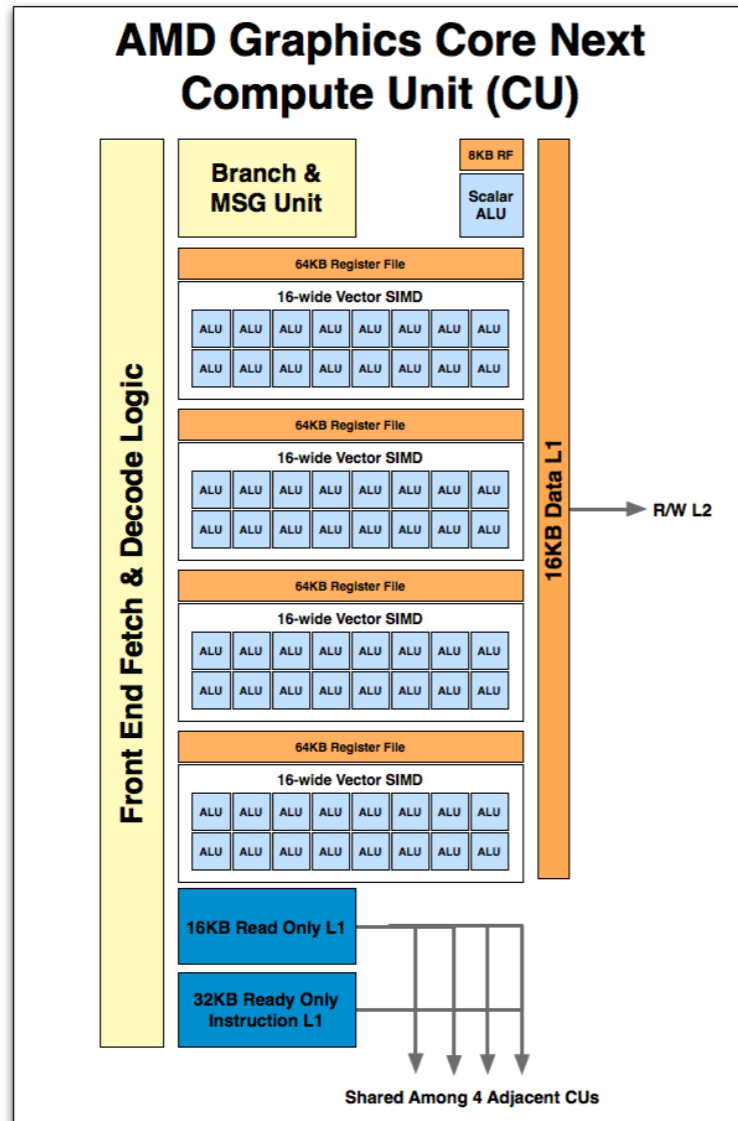 AMD Graphics Core Next
Compute Unit (CU)
Front End Fetch & Decode Logic
Branch &
MSG Unit
8KB RF
Scalar
ALU
64KB Register File
16-wide Vector SIMD
ALU ALU ALU ALU ALU ALU ALU ALU
ALU ALU ALU ALU ALU ALU ALU ALU
64KB Register File
16-wide Vector SIMD
ALU ALU ALU ALU ALU ALU ALU ALU
ALU ALU ALU ALU ALU ALU ALU ALU
64KB Register File
16-wide Vector SIMD
ALU ALU ALU ALU ALU ALU ALU ALU
ALU ALU ALU ALU ALU ALU ALU ALU
64KB Register File
16-wide Vector SIMD
ALU ALU ALU ALU ALU ALU ALU ALU
ALU ALU ALU ALU ALU ALU ALU ALU
16KB Data L1
R/W L2
16KB Read Only L1
32KB Ready Only
Instruction L1
Shared Among 4 Adjacent CUs